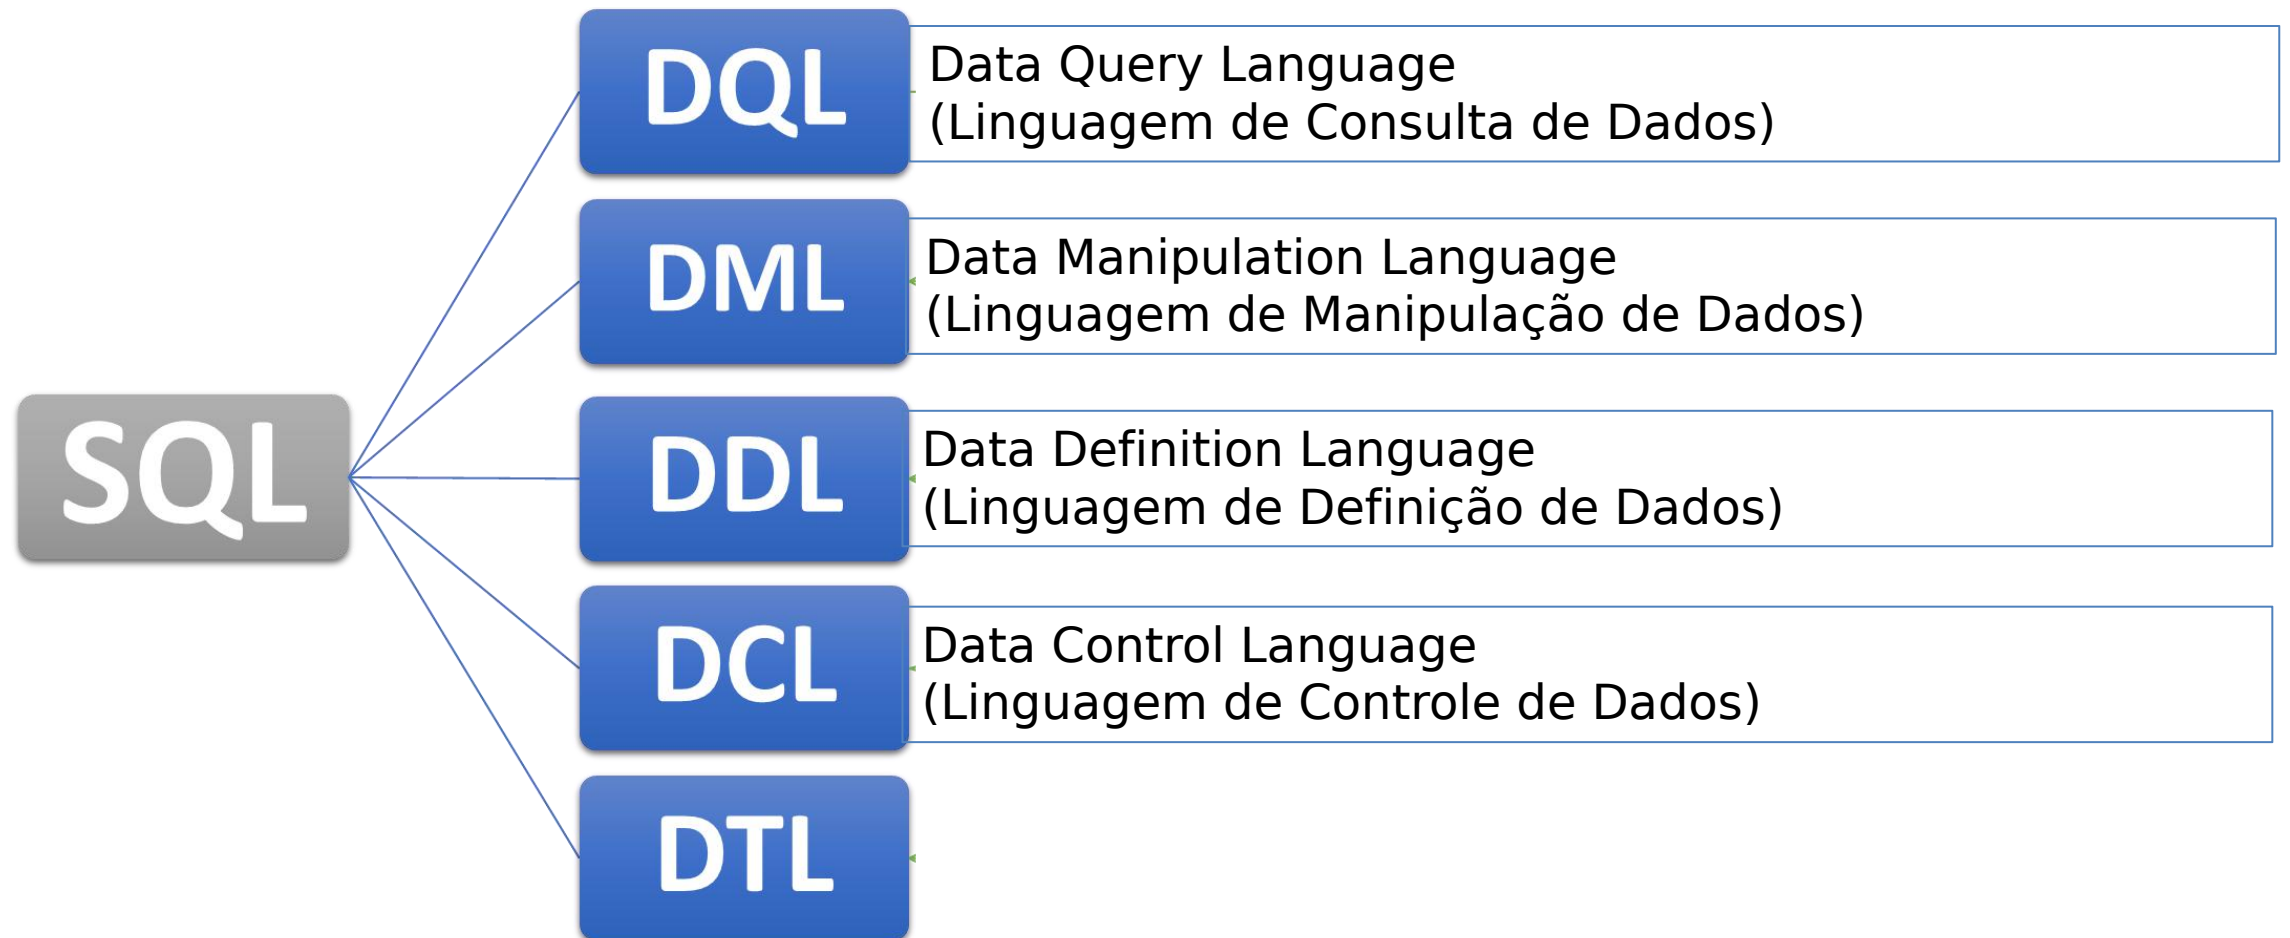 SQL
DQL
Data Query Language
(Linguagem de Consulta de Dados)
DML
Data Manipulation Language
(Linguagem de Manipulação de Dados)
DDL
Data Definition Language
(Linguagem de Definição de Dados)
DCL
Data Control Language
(Linguagem de Controle de Dados)
DTL